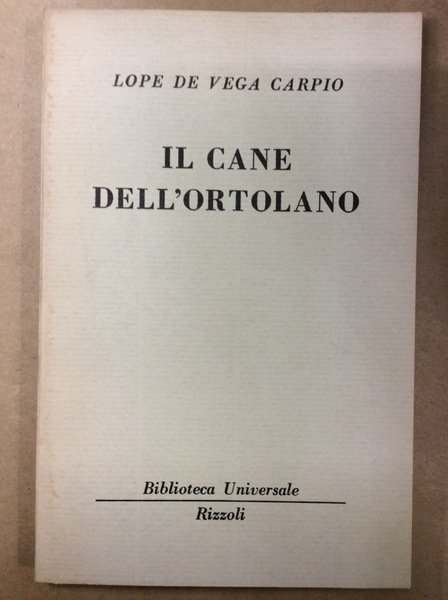 LOPE DE VEGA CARPIO
IL CANE
DELL'ORTOLANO
Biblioteca Universale
Rizzoli